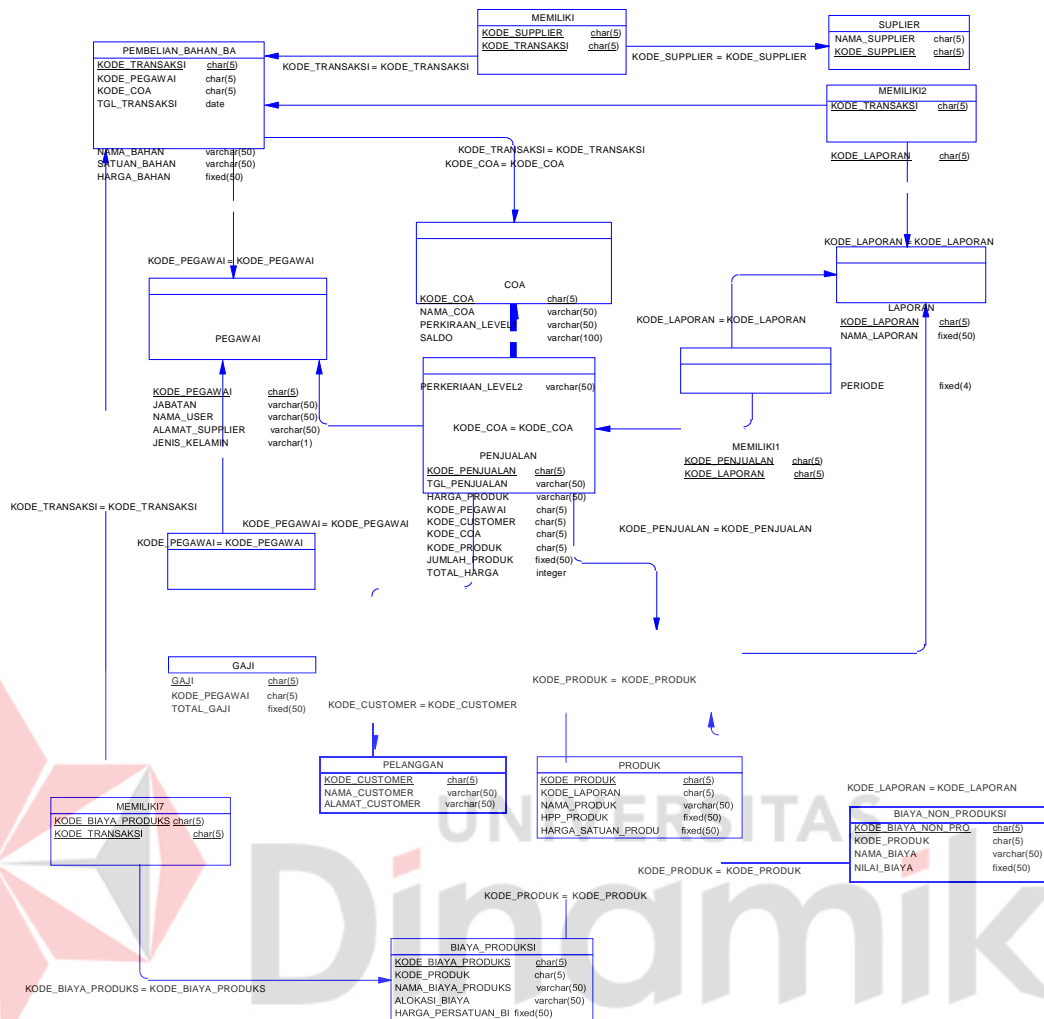 MEMILIKI
KODE_SUPPLIER char(5)
KODE_TRANSAKSI char(5)
SUPLIER
NAMA_SUPPLIER char(5)
KODE_SUPPLIER char(5)
PEMBELIAN_BAHAN_BA
KODE_TRANSAKSI char(5)
KODE_PEGAWAI char(5)
KODE_COA char(5)
TGL_TRANSAKSI date
NAMA_BAHAN varchar(50)
SATUAN_BAHAN varchar(50)
HARGA_BAHAN fixed(50)
KODE_TRANSAKSI = KODE_TRANSAKSI
KODE_SUPPLIER = KODE_SUPPLIER
MEMILIKI2
KODE_TRANSAKSI char(5)
KODE_LAPORAN char(5)
KODE_TRANSAKSI = KODE_TRANSAKSI
KODE_COA = KODE_COA
KODE_LAPORAN = KODE_LAPORAN
KODE_PEGAWAI = KODE_PEGAWAI
COA
KODE_COA char(5)
NAMA_COA varchar(50)
PERKIRAAN_LEVEL varchar(50)
SALDO varchar(100)
LAPORAN
KODE_LAPORAN char(5)
NAMA_LAPORAN fixed(50)
KODE_LAPORAN = KODE_LAPORAN
PEGAWAI
KODE_PEGAWAI char(5)
JABATAN varchar(50)
NAMA_USER varchar(50)
ALAMAT_SUPPLIER varchar(50)
JENIS_KELAMIN varchar(1)
PERKERIAAN_LEVEL2 varchar(50)
PERIODE fixed(4)
KODE_COA = KODE_COA
MEMILIKI1
KODE_PENJUALAN char(5)
KODE_LAPORAN char(5)
PENJUALAN
KODE_PENJUALAN char(5)
TGL_PENJUALAN varchar(50)
HARGA_PRODUK varchar(50)
KODE_PEGAWAI char(5)
KODE_CUSTOMER char(5)
KODE_COA char(5)
KODE_PRODUK char(5)
JUMLAH_PRODUK fixed(50)
TOTAL_HARGA integer
KODE_TRANSAKSI = KODE_TRANSAKSI
KODE_PEGAWAI = KODE_PEGAWAI
KODE_PENJUALAN = KODE_PENJUALAN
KODE_PEGAWAI = KODE_PEGAWAI
GAJI
GAJI char(5)
KODE_PEGAWAI char(5)
TOTAL_GAJI fixed(50)
KODE_PRODUK = KODE_PRODUK
KODE_CUSTOMER = KODE_CUSTOMER
PELANGGAN
KODE_CUSTOMER char(5)
NAMA_CUSTOMER varchar(50)
ALAMAT_CUSTOMER varchar(50)
PRODUK
KODE_PRODUK char(5)
KODE_LAPORAN char(5)
NAMA_PRODUK varchar(50)
HPP_PRODUK fixed(50)
HARGA_SATUAN_PRODU fixed(50)
KODE_LAPORAN = KODE_LAPORAN
MEMILIKI7
KODE_BIAYA_PRODUKS char(5)
KODE_TRANSAKSI char(5)
BIAYA_NON_PRODUKSI
KODE_BIAYA_NON_PRO char(5)
KODE_PRODUK char(5)
NAMA_BIAYA varchar(50)
NILAI_BIAYA fixed(50)
KODE_PRODUK = KODE_PRODUK
KODE_PRODUK = KODE_PRODUK
BIAYA_PRODUKSI
KODE_BIAYA_PRODUKS char(5)
KODE_PRODUK char(5)
NAMA_BIAYA_PRODUKS varchar(50)
ALOKASI_BIAYA varchar(50)
HARGA_PERSATUAN_BI fixed(50)
KODE_BIAYA_PRODUKS = KODE_BIAYA_PRODUKS
UNIVERSITAS
Dinamik